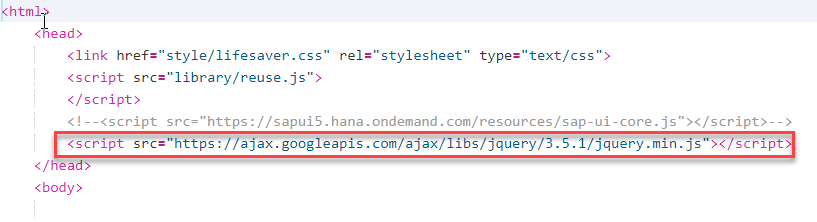 <html>
<head>
<link href="style/lifesaver.css" rel="stylesheet" type="text/css">
<script src="library/reuse.js">
</script>
<!--<script src="https://sapui5.hana.ondemand.com/resources/sap-ui-core.js"></script>-->
<script src="https://ajax.googleapis.com/ajax/libs/jquery/3.5.1/jquery.min.js"></script>
</head>
<body>